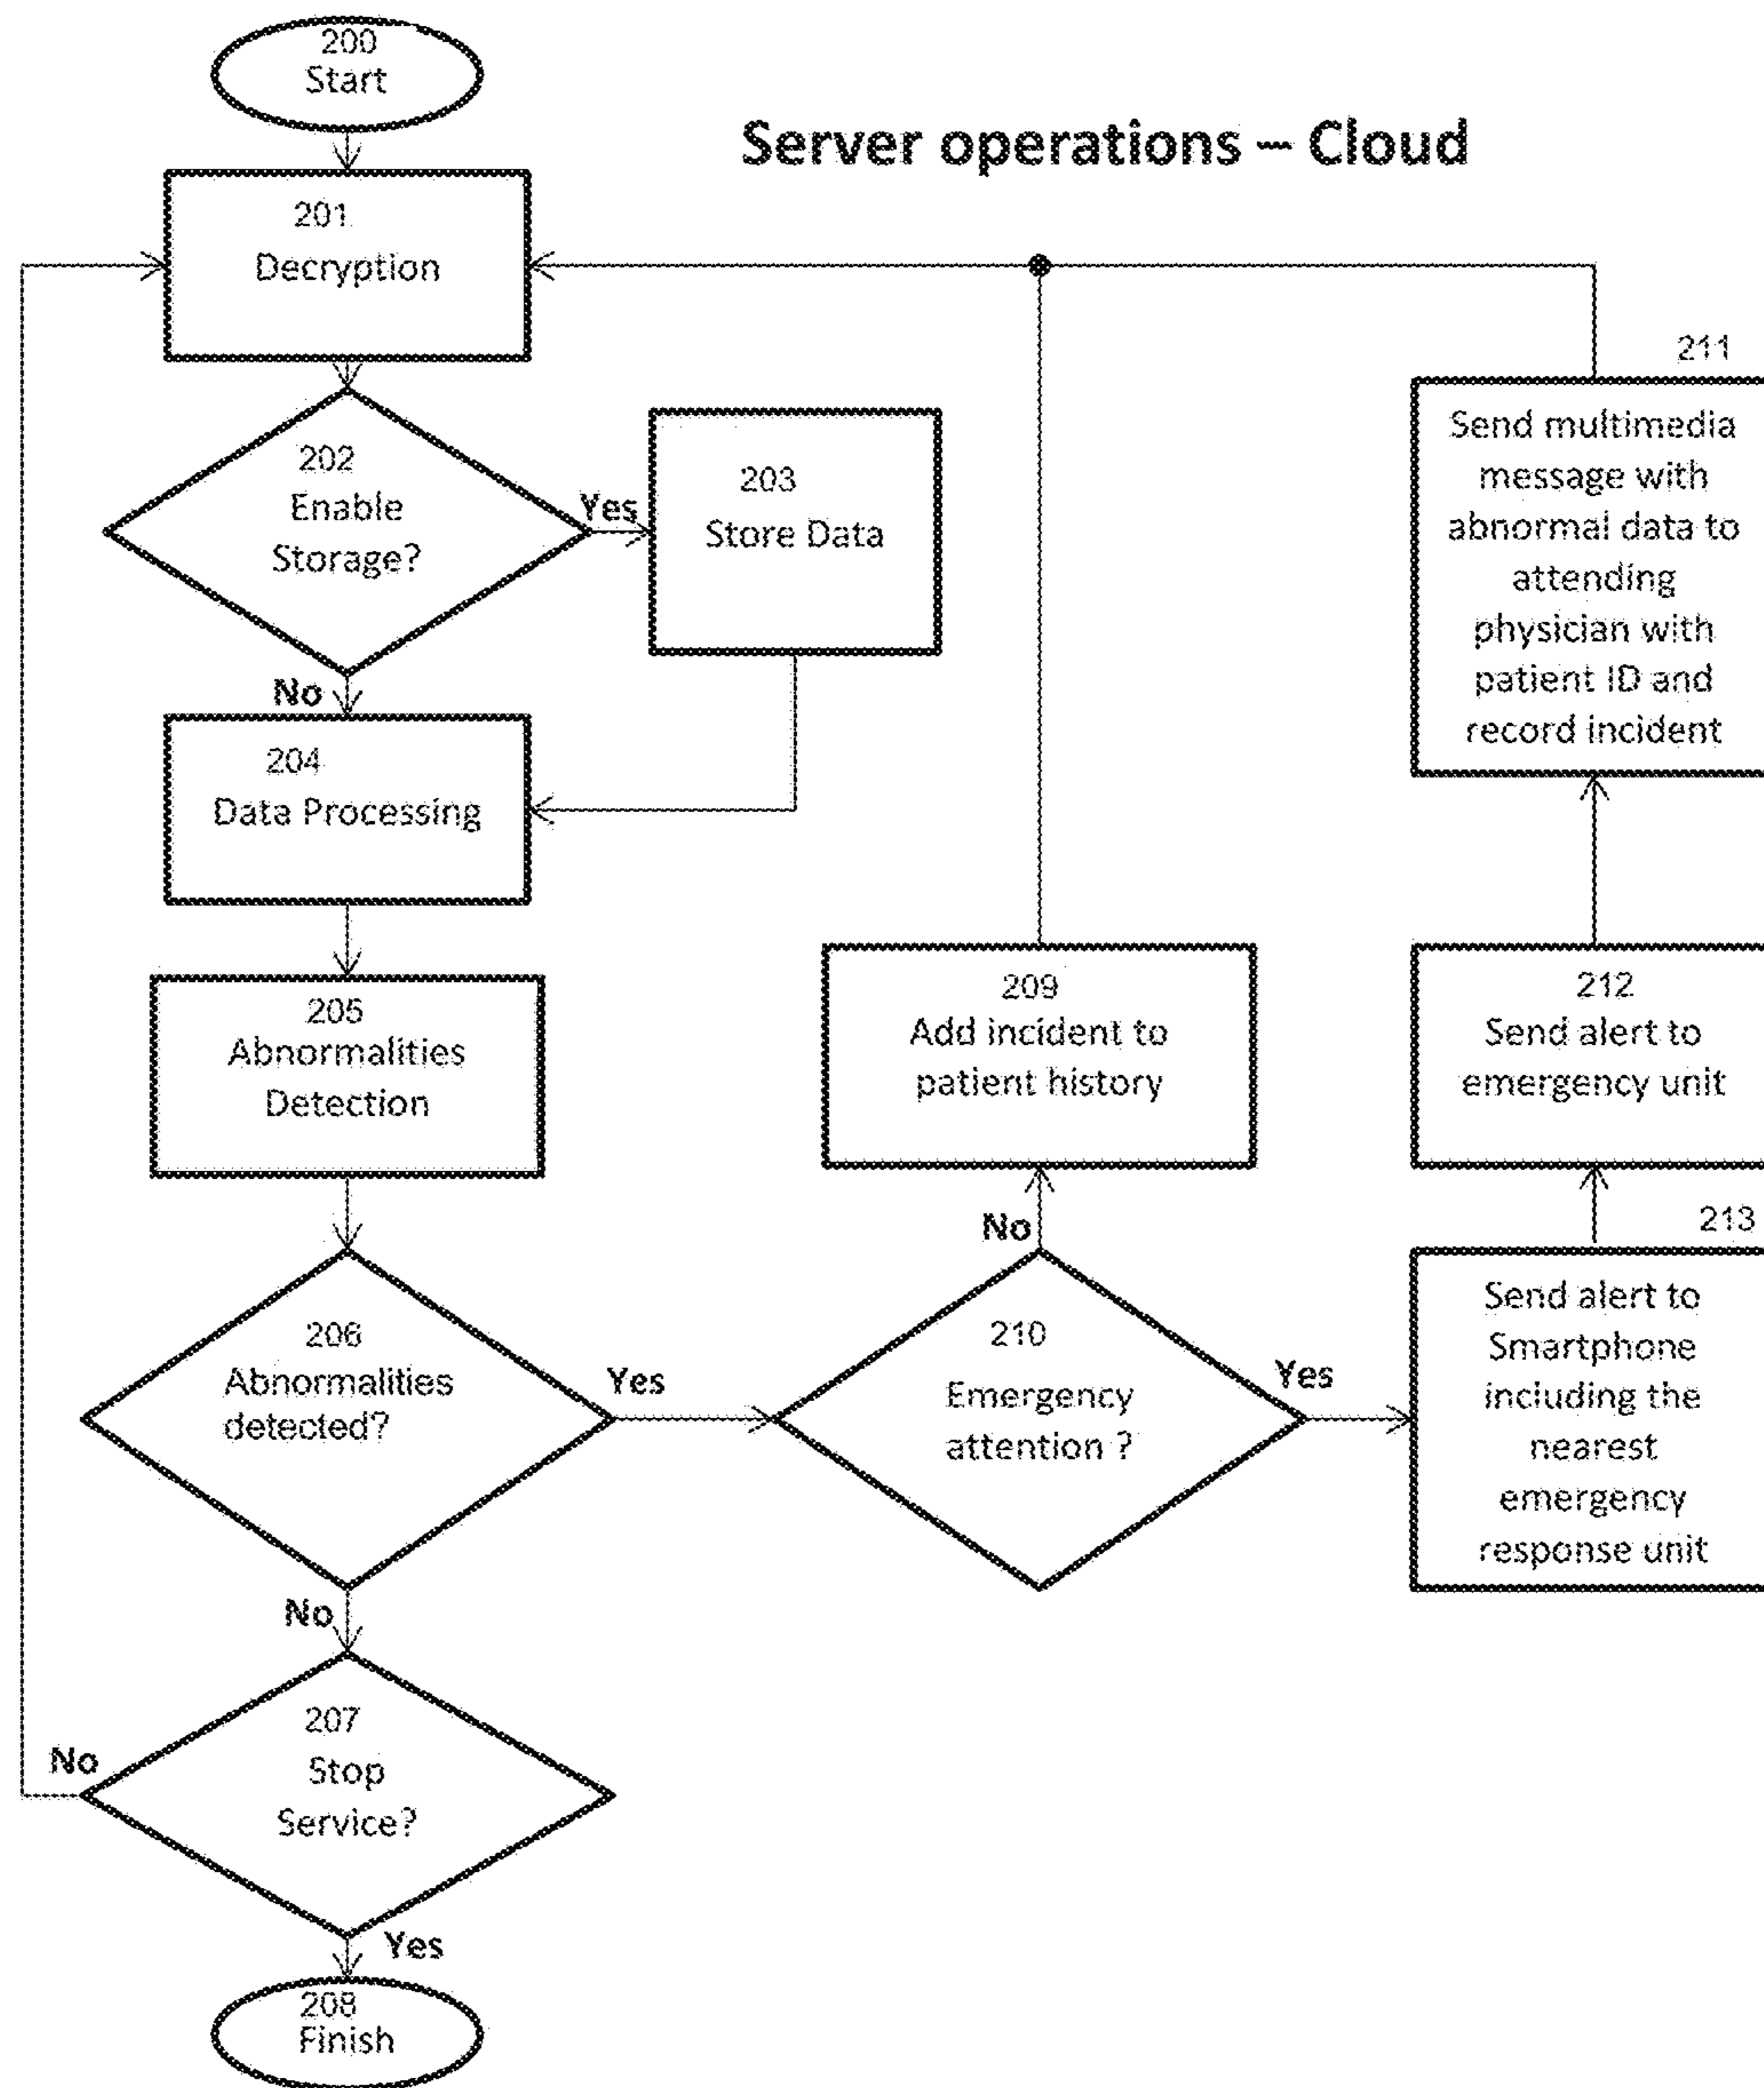 200
Start
Server operations – Cloud
201
Decryption
202
Enable
Storage?
Yes
203
Store Data
No
204
Data Processing
205
Abnormalities
Detection
206
Abnormalities
detected?
Yes
No
207
Stop
Service?
No
Yes
208
Finish
209
Add incident to
patient history
No
210
Emergency
attention ?
Yes
211
Send multimedia
message with
abnormal data to
attending
physician with
patient ID and
record incident
212
Send alert to
emergency unit
213
Send alert to
Smartphone
including the
nearest
emergency
response unit